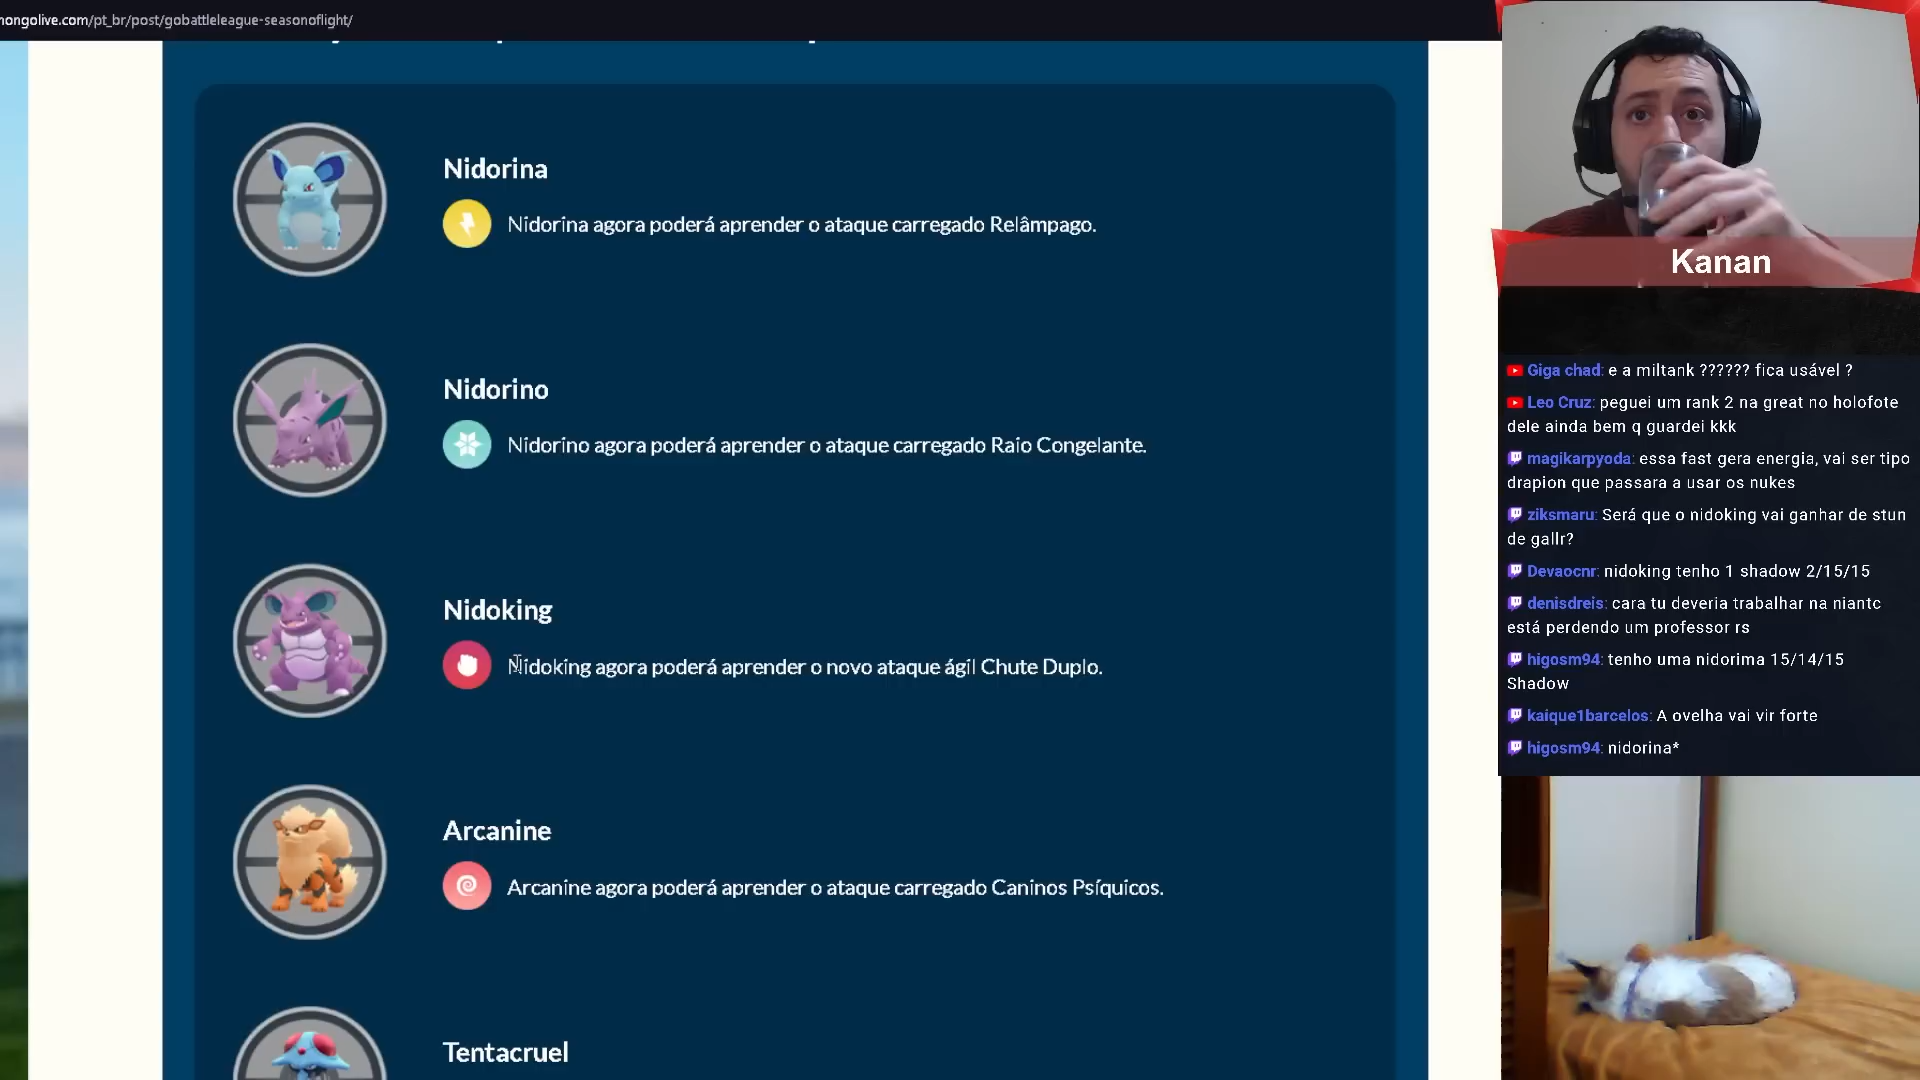 mongolive.com/pt_br/post/gobattleleague-seasonoflight/
Nidorina
Nidorina agora poderá aprender o ataque carregado Relâmpago.
Nidorino
Nidorino agora poderá aprender o ataque carregado Raio Congelante.
Nidoking
Nidoking agora poderá aprender o novo ataque ágil Chute Duplo.
Arcanine
Arcanine agora poderá aprender o ataque carregado Caninos Psíquicos.
Tentacruel
Kanan
Giga chad: e a miltank ?????? fica usável ?
Leo Cruz: peguei um rank 2 na great no holofote
dele ainda bem q guardei kkk
magikarpyoda: essa fast gera energia, vai ser tipo
drapion que passara a usar os nukes
ziksmaru: Será que o nidoking vai ganhar de stun
de gallr?
Devaocnr: nidoking tenho 1 shadow 2/15/15
denisdreis: cara tu deveria trabalhar na niantc
está perdendo um professor rs
higosm94: tenho uma nidorima 15/14/15
Shadow
kaique1barcelos: A ovelha vai vir forte
higosm94: nidorina*